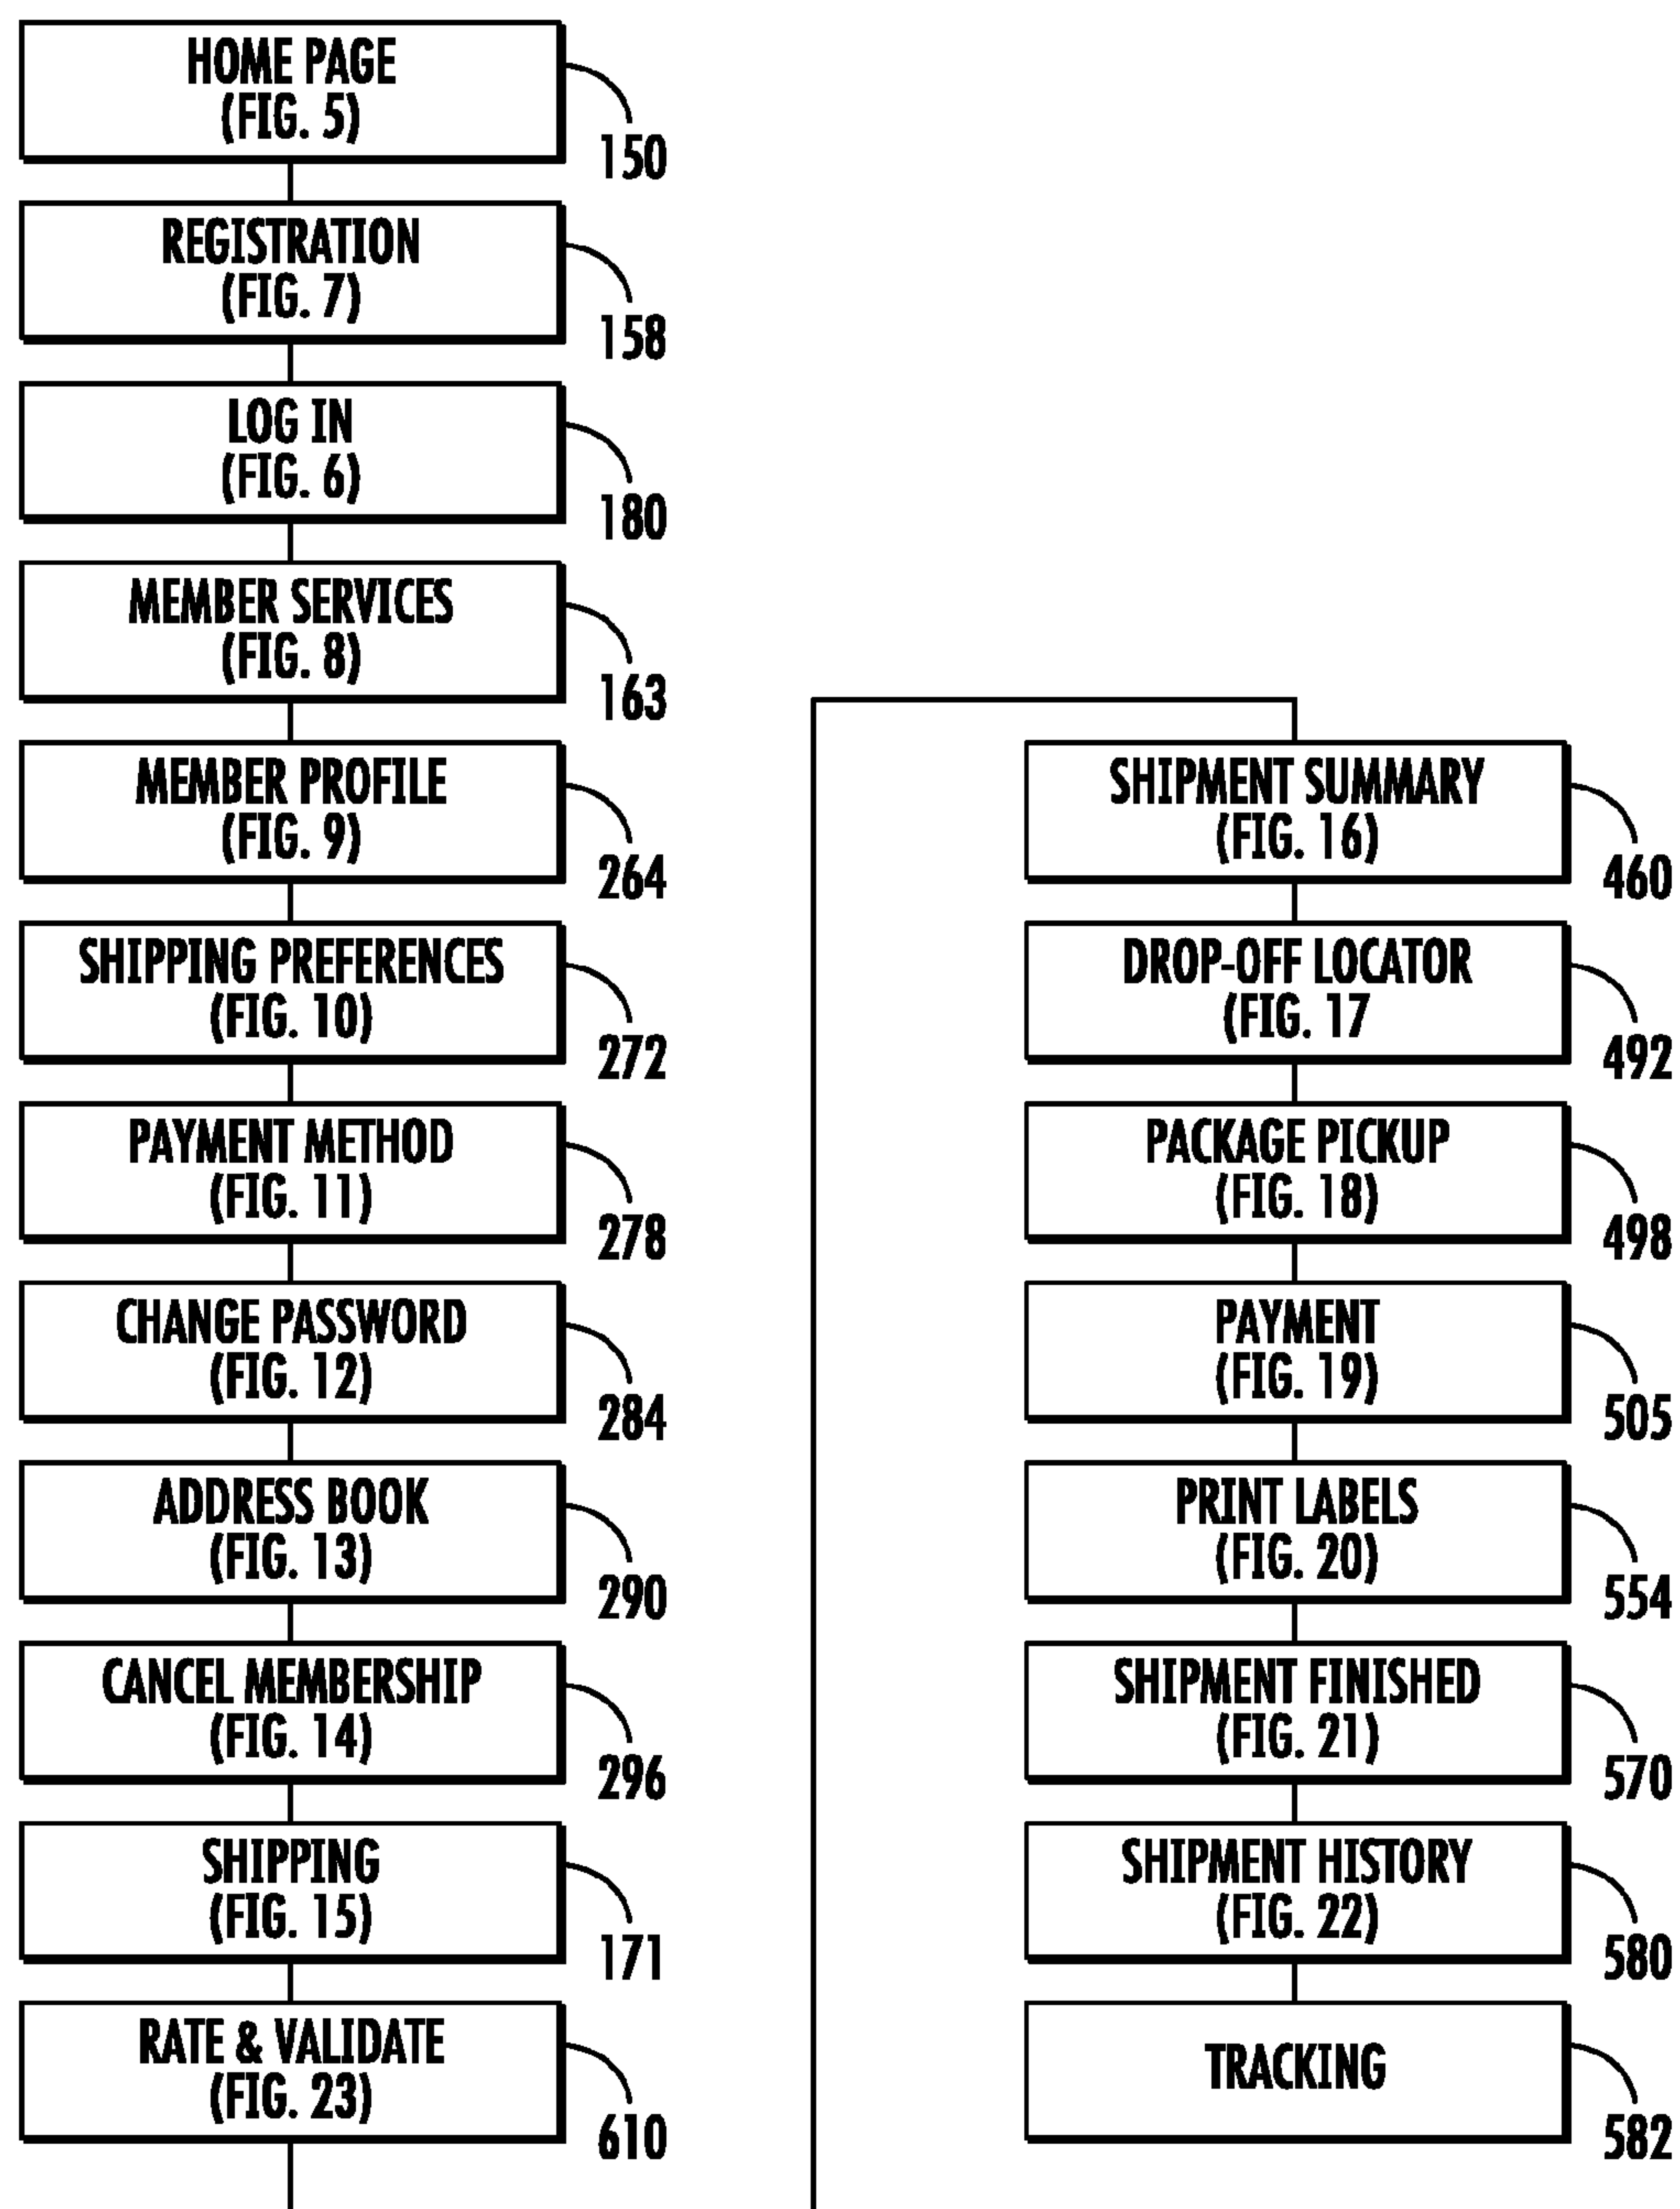 HOME PAGE
(FIG. 5)
150
REGISTRATION
(FIG. 7)
158
LOG IN
(FIG. 6)
180
MEMBER SERVICES
(FIG. 8)
163
MEMBER PROFILE
(FIG. 9)
264
SHIPPING PREFERENCES
(FIG. 10)
272
PAYMENT METHOD
(FIG. 11)
278
CHANGE PASSWORD
(FIG. 12)
284
ADDRESS BOOK
(FIG. 13)
290
CANCEL MEMBERSHIP
(FIG. 14)
296
SHIPPING
(FIG. 15)
171
RATE & VALIDATE
(FIG. 23)
610
SHIPMENT SUMMARY
(FIG. 16)
460
DROP-OFF LOCATOR
(FIG. 17
492
PACKAGE PICKUP
(FIG. 18)
498
PAYMENT
(FIG. 19)
505
PRINT LABELS
(FIG. 20)
554
SHIPMENT FINISHED
(FIG. 21)
570
SHIPMENT HISTORY
(FIG. 22)
580
TRACKING
582